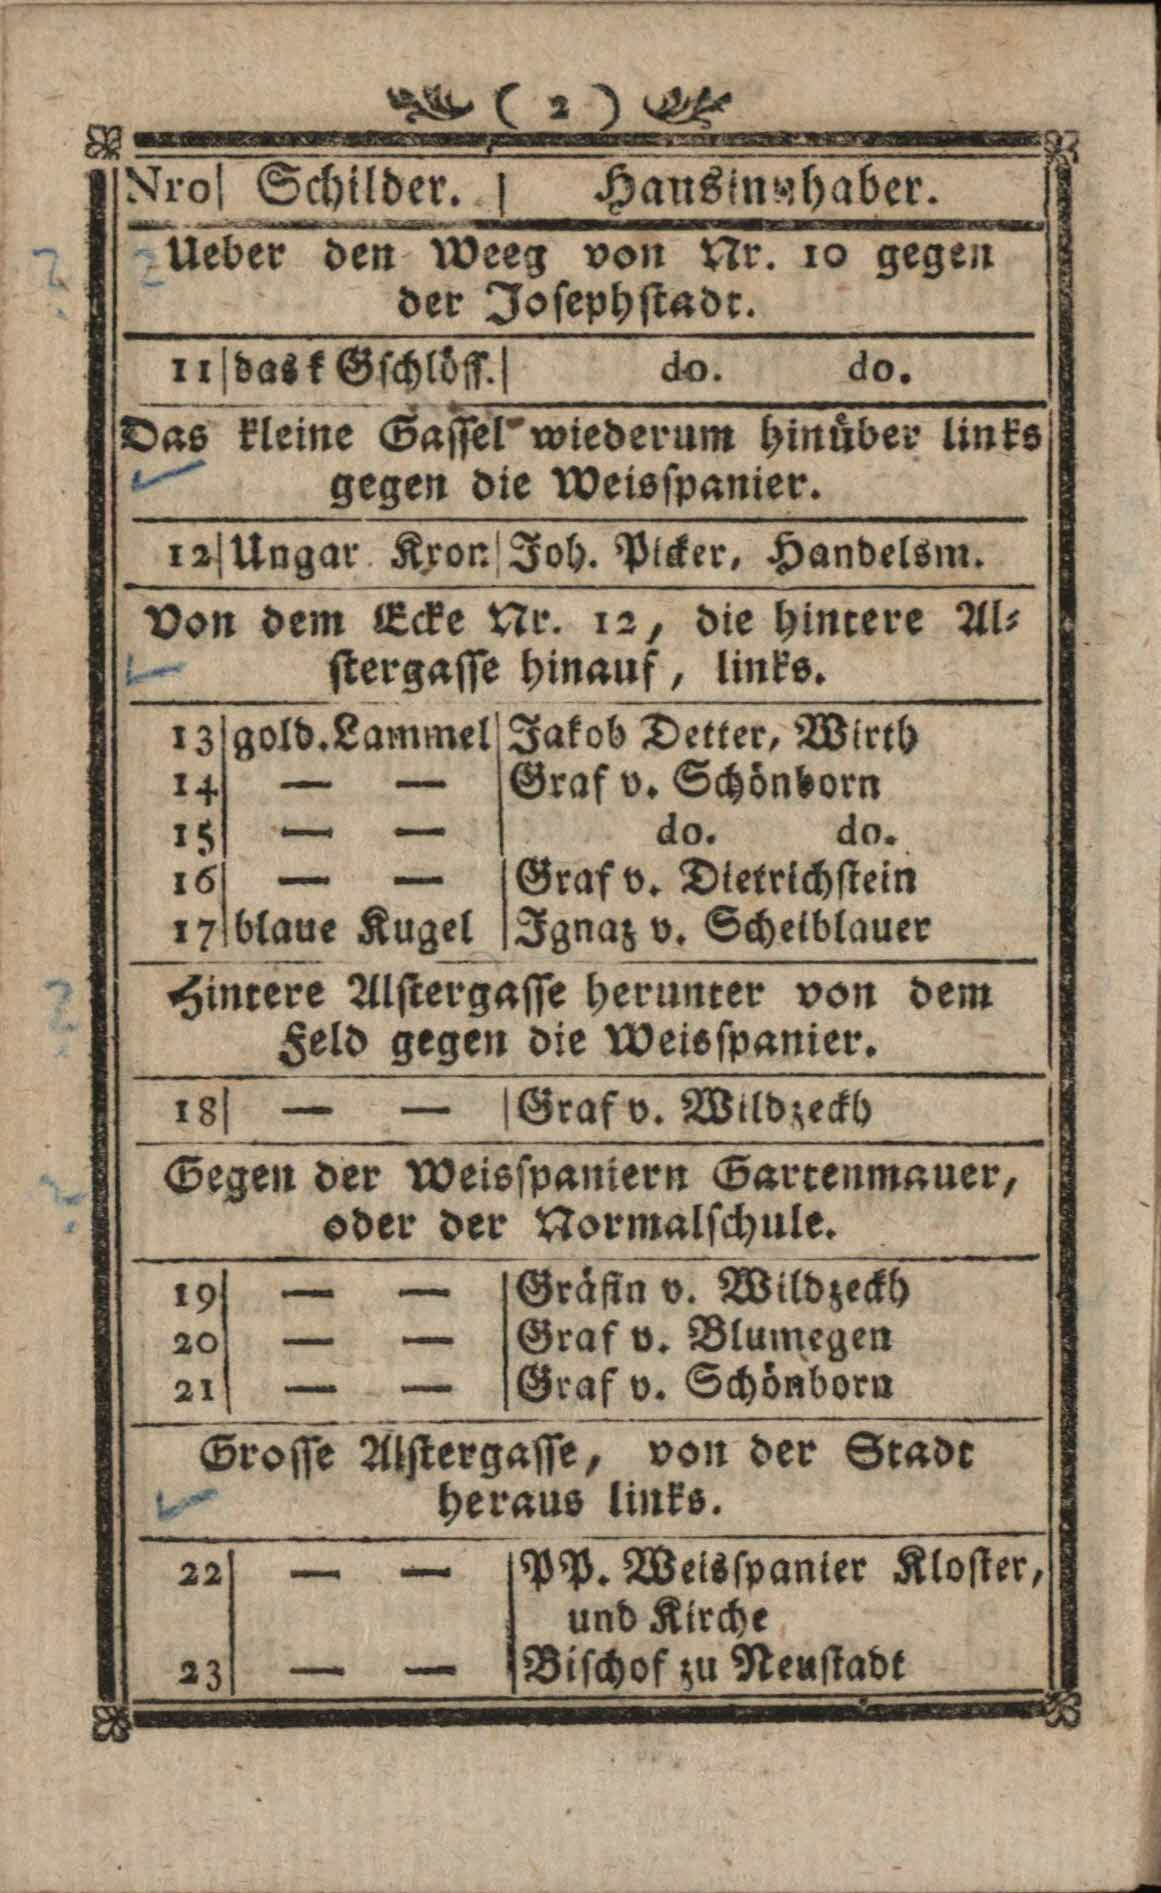 ( 2 )
Nro | Schilder. | Hausinnhaber.
Ueber den Weeg von Nr. 10 gegen
der Josephstadt.
11 | das k Gschlöss. | do. do.
Das kleine Gassel wiederum hinüber links
gegen die Weisspanier.
12 | Ungar. Kron | Joh. Picker, Handelsm.
Von dem Ecke Nr. 12, die hintere Al-
stergasse hinauf, links.
13 | gold. Lammel | Jakob Detter, Wirth
14 | — — | Graf v. Schönborn
15 | — — | do. do.
16 | — — | Graf v. Dietrichstein
17 | blaue Kugel | Ignaz v. Scheiblauer
Hintere Alstergasse herunter von dem
Feld gegen die Weisspanier.
18 | — — | Graf v. Wildzeckh
Gegen der Weisspaniern Gartenmauer,
oder der Normalschule.
19 | — — | Gräfin v. Wildzeckh
20 | — — | Graf v. Blumegen
21 | — — | Graf v. Schönborn
Grosse Alstergasse, von der Stadt
heraus links.
22 | — — | PP. Weisspanier Kloster,
und Kirche
23 | — — | Bischof zu Neustadt